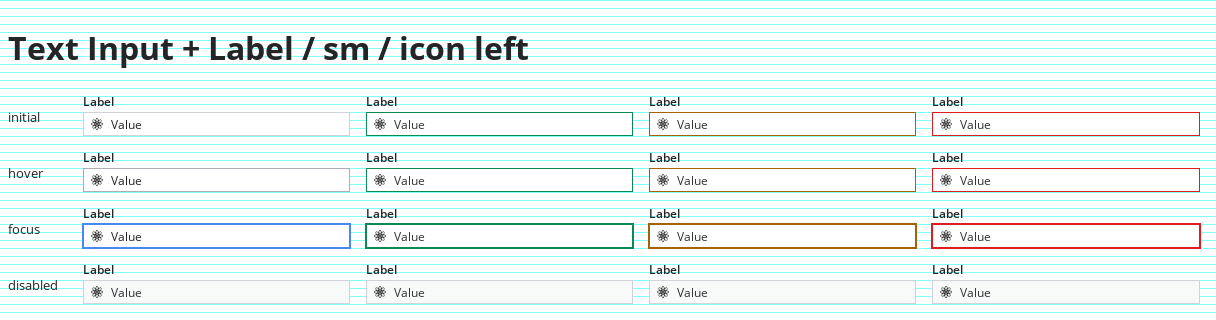 Text Input + Label / sm / icon left
Label Label Label Label
initial Value Value Value Value
Label Label Label Label
hover Value Value Value Value
Label Label Label Label
focus Value Value Value Value
Label Label Label Label
disabled Value Value Value Value